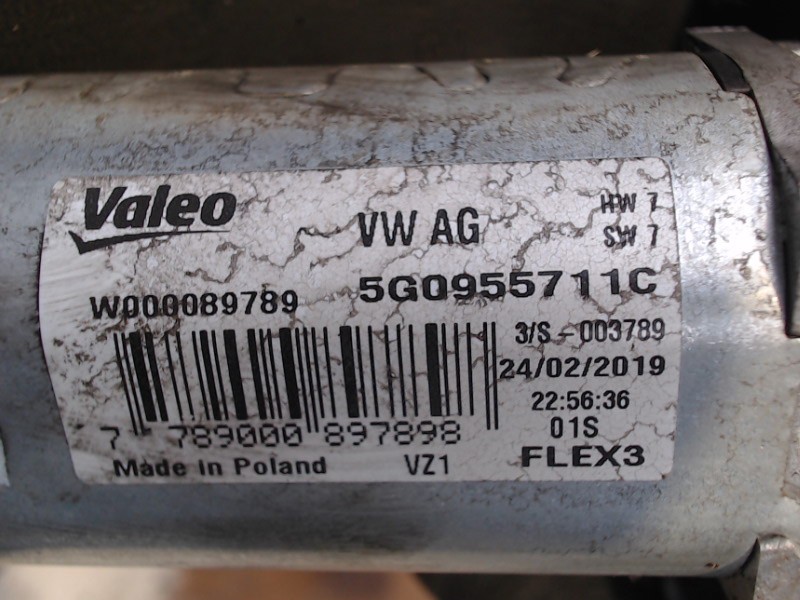 Valeo
VW AG
HW 7
SW 7
W000089789
5G0955711C
3/S-003789
24/02/2019
22:56:36
7 789000 897898
01S
Made in Poland
VZ1
FLEX3